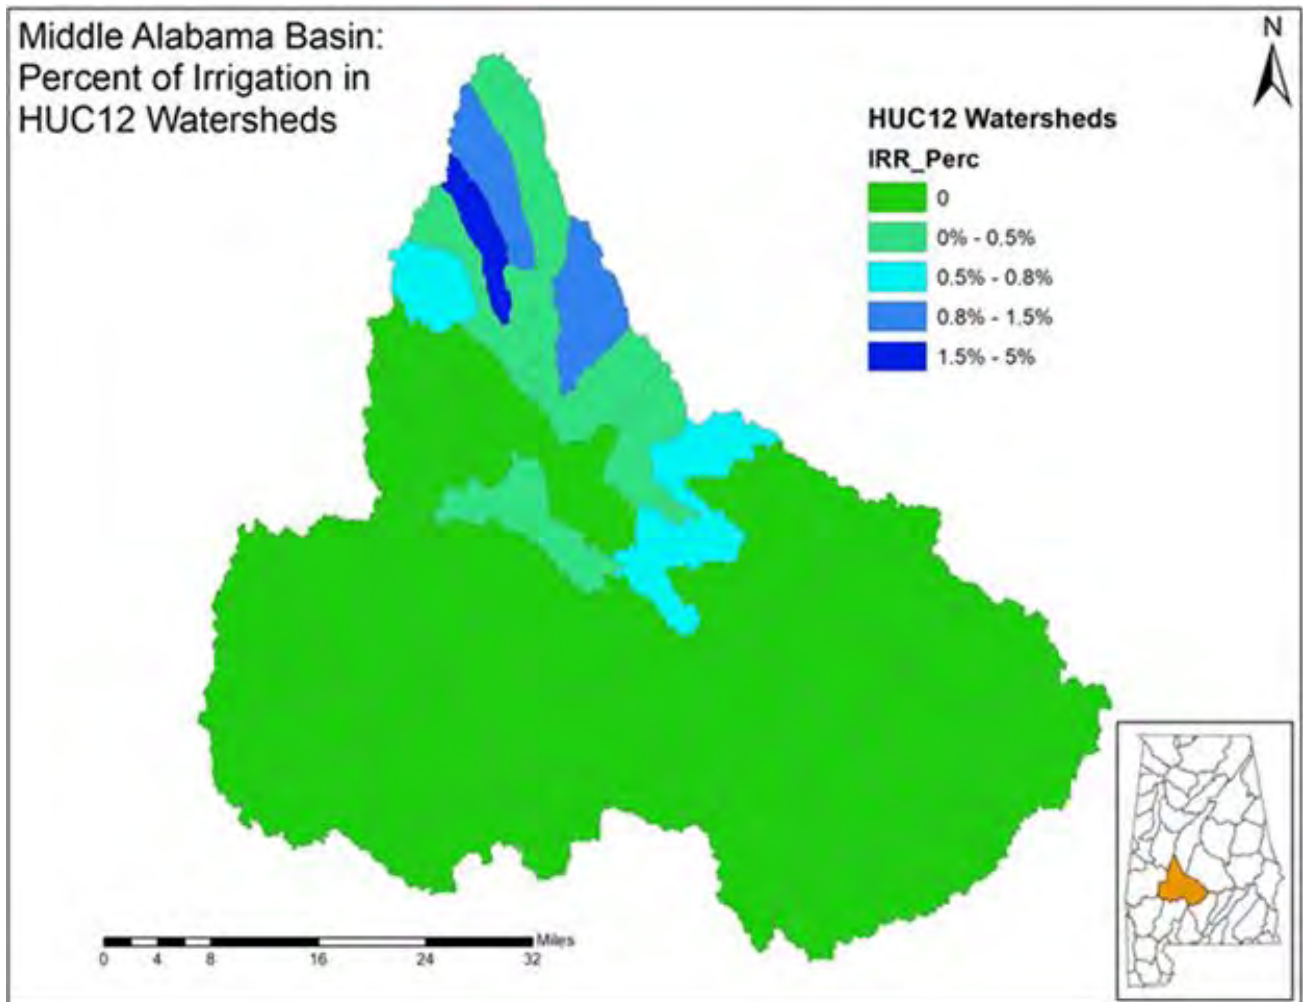 Middle Alabama Basin:
Percent of Irrigation in
HUC12 Watersheds
N
HUC12 Watersheds
IRR_Perc
0
0% - 0.5%
0.5% - 0.8%
0.8% - 1.5%
1.5% - 5%
Miles
0 4 8 16 24 32